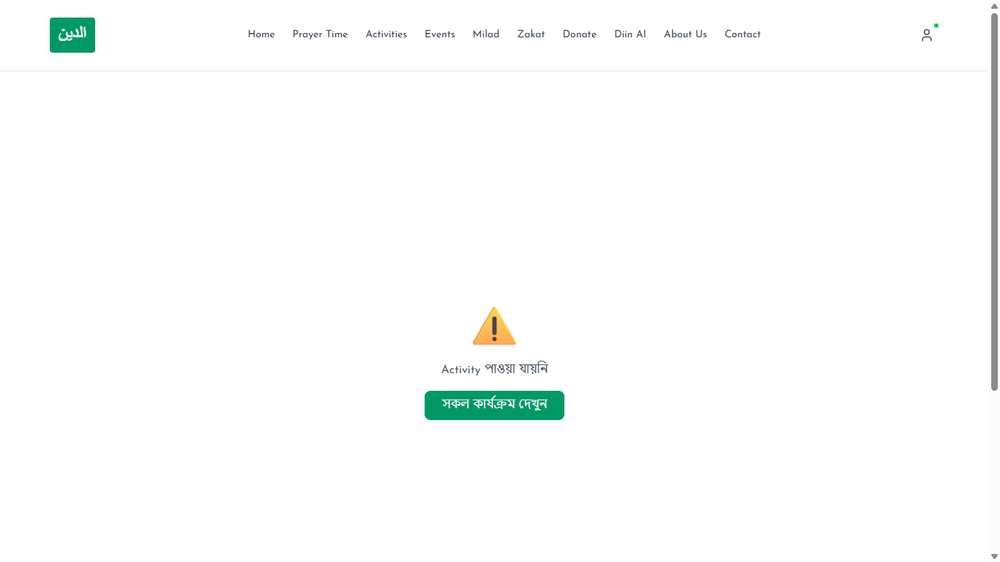 الدين
Home Prayer Time Activities Events Milad Zakat Donate Diin AI About Us Contact
Activity পাওয়া যায়নি
সকল কার্যক্রম দেখুন